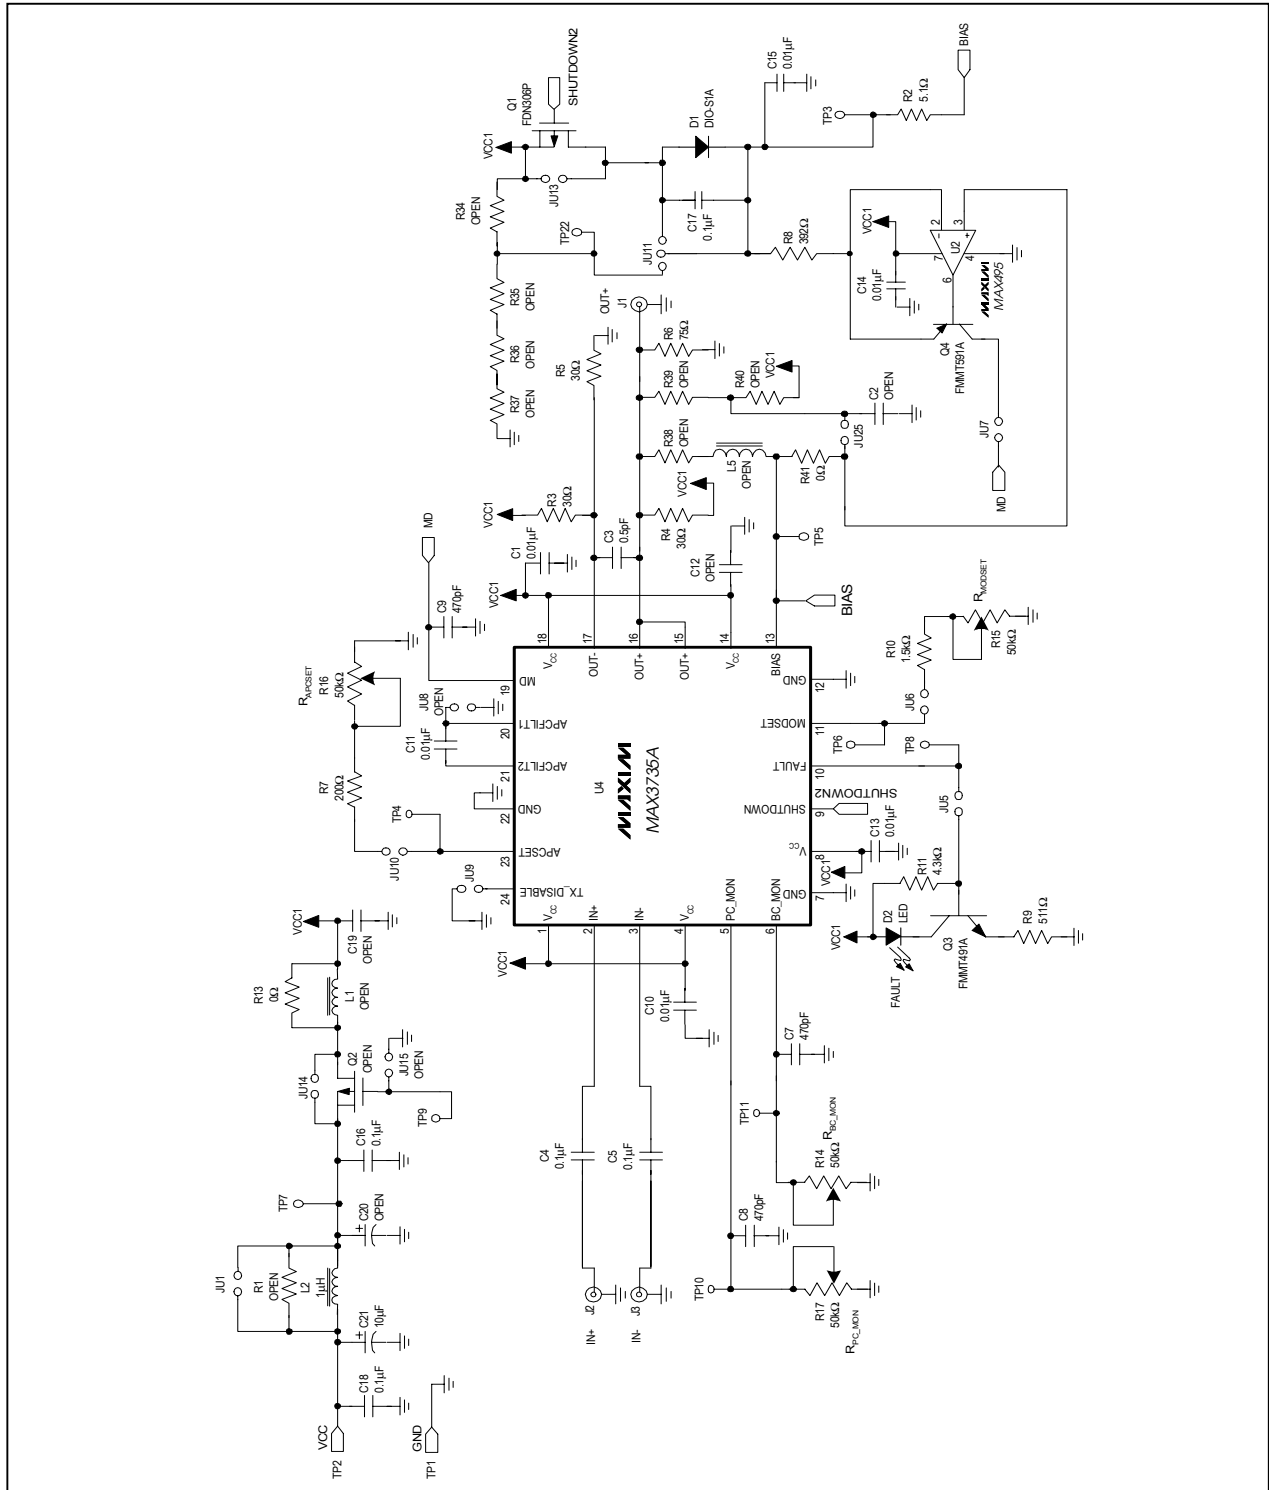 VCC1
Q1
FDN306P
SHUTDOWN2
JU13
R34
OPEN
TP22
R35
OPEN
R36
OPEN
R37
OPEN
D1
DIO-S1A
C17
0.1µF
JU11
C15
0.01µF
TP3
R2
5.1Ω
BIAS
R8
392Ω
VCC1
C14
0.01µF
2
-
3
+
7
4
6
U2
MAXIM
MAX495
Q4
FMMT591A
JU7
MD
OUT+
J1
R5
30Ω
R6
75Ω
R39
OPEN
R40
OPEN
VCC1
C2
OPEN
R38
OPEN
L5
OPEN
R41
0Ω
JU25
VCC1
R3
30Ω
C3
0.5pF
R4
30Ω
VCC1
C1
0.01µF
VCC1
C12
OPEN
TP5
BIAS
MD
C9
470pF
RAPCSET
R16
50kΩ
R7
200Ω
JU8
OPEN
C11
0.01µF
TP4
JU10
JU9
18
VCC
17
OUT-
16
OUT+
15
OUT+
14
VCC
13
BIAS
19
MD
20
APCFILT1
21
APCFILT2
22
GND
23
APCSET
24
TX_DISABLE
U4
MAXIM
MAX3735A
GND
12
MODSET
11
FAULT
10
SHUTDOWN
9
VCC
8
GND
7
VCC
1
IN+
2
IN-
3
VCC
4
PC_MON
5
BC_MON
6
RMODSET
R10
1.5kΩ
R15
50kΩ
JU6
TP6
TP8
SHUTDOWN2
JU5
C13
0.01µF
VCC1
R11
4.3kΩ
VCC1
D2
LED
FAULT
Q3
FMMT491A
R9
511Ω
VCC1
C19
OPEN
R13
0Ω
L1
OPEN
JU14
Q2
OPEN
JU15
OPEN
TP9
C16
0.1µF
TP7
C20
OPEN
+
JU1
R1
OPEN
L2
1µH
C21
10µF
+
C18
0.1µF
VCC
TP2
GND
TP1
VCC1
C10
0.01µF
C4
0.1µF
C5
0.1µF
J2
IN+
J3
IN-
C7
470pF
TP11
RBC_MON
R14
50kΩ
C8
470pF
TP10
R17
50kΩ
RPC_MON